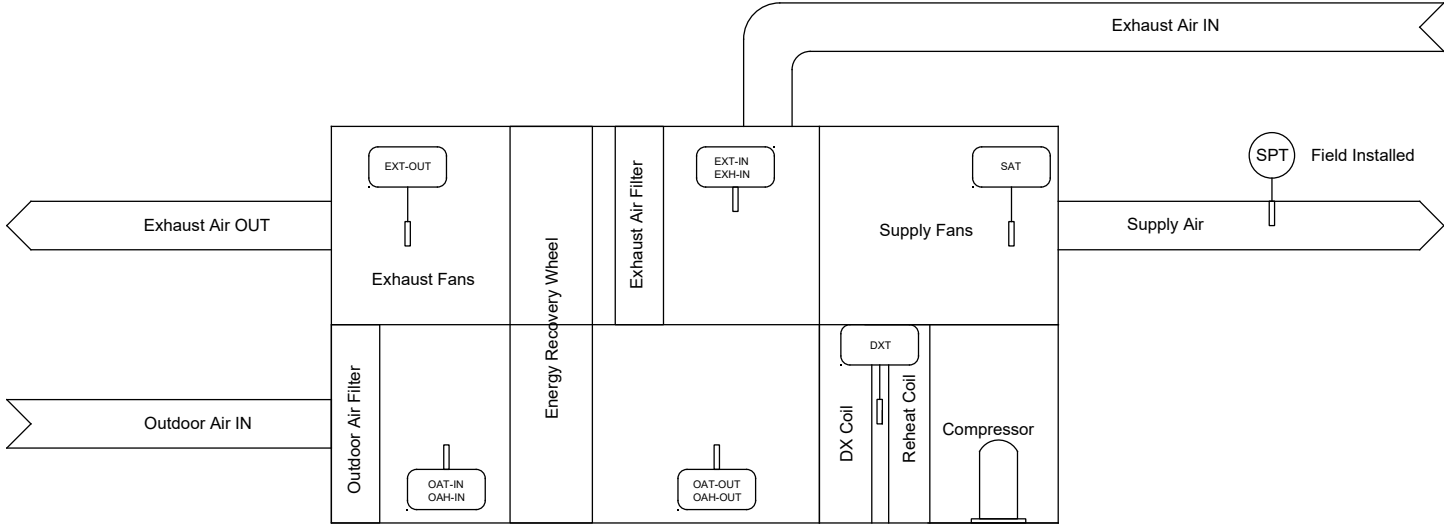 Exhaust Air IN
EXT-OUT
EXT-IN
EXH-IN
SAT
SPT
Field Installed
Exhaust Air Filter
Exhaust Air OUT
Supply Fans
Supply Air
Exhaust Fans
Energy Recovery Wheel
DXT
Outdoor Air Filter
Outdoor Air IN
DX Coil
Reheat Coil
Compressor
OAT-IN
OAH-IN
OAT-OUT
OAH-OUT